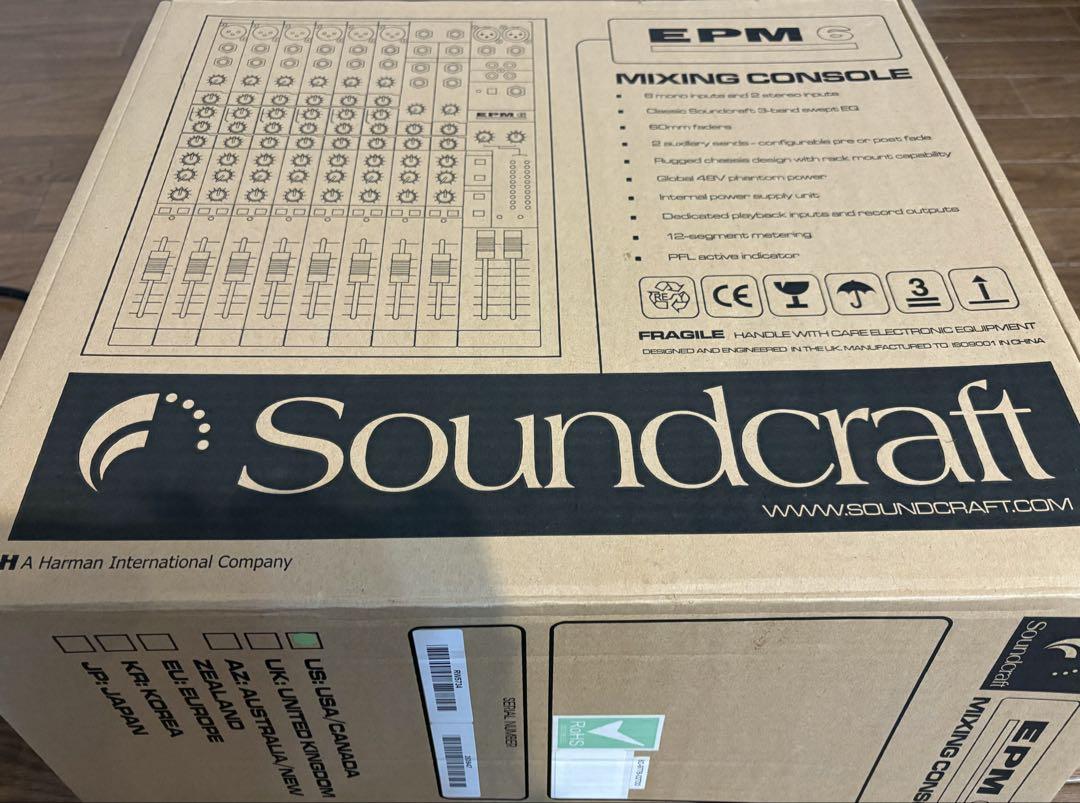 EPM 6
MIXING CONSOLE
6 mono inputs and 2 stereo inputs
Classic Soundcraft 3-band swept EQ
60mm faders
2 auxiliary sends - configurable pre or post fade
Rugged chassis design with rack mount capability
Global 48V phantom power
Internal power supply unit
Dedicated playback inputs and record outputs
12-segment metering
PFL active indicator
EPM 6
CE
3
FRAGILE HANDLE WITH CARE ELECTRONIC EQUIPMENT
DESIGNED AND ENGINEERED IN THE UK. MANUFACTURED TO ISO9001 IN CHINA
Soundcraft
WWW.SOUNDCRAFT.COM
H A Harman International Company
US: USA/CANADA
UK: UNITED KINGDOM
AZ: AUSTRALIA/NEW
ZEALAND
EU: EUROPE
KR: KOREA
JP: JAPAN
RW5734
SERIAL NUMBER
RoHS
Soundcraft
EPM
MIXING CONS